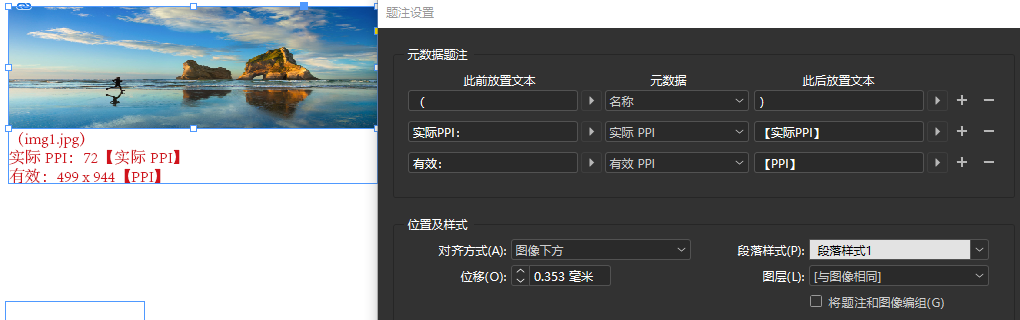 题注设置
（img1.jpg）
实际 PPI：72【实际 PPI】
有效：499 x 944【PPI】
元数据题注
此前放置文本 元数据 此后放置文本
（ 名称 ）
实际PPI： 实际 PPI 【实际PPI】
有效： 有效 PPI 【PPI】
位置及样式
对齐方式(A): 图像下方 段落样式(P): 段落样式1
位移(O): 0.353 毫米 图层(L): [与图像相同]
将题注和图像编组(G)